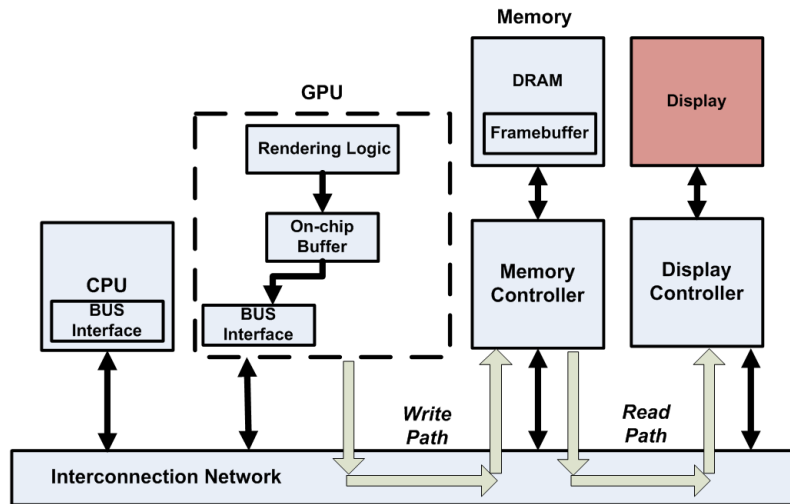 Memory
GPU
DRAM
Framebuffer
Display
Rendering Logic
On-chip
Buffer
BUS
Interface
CPU
BUS
Interface
Memory
Controller
Display
Controller
Write
Path
Read
Path
Interconnection Network